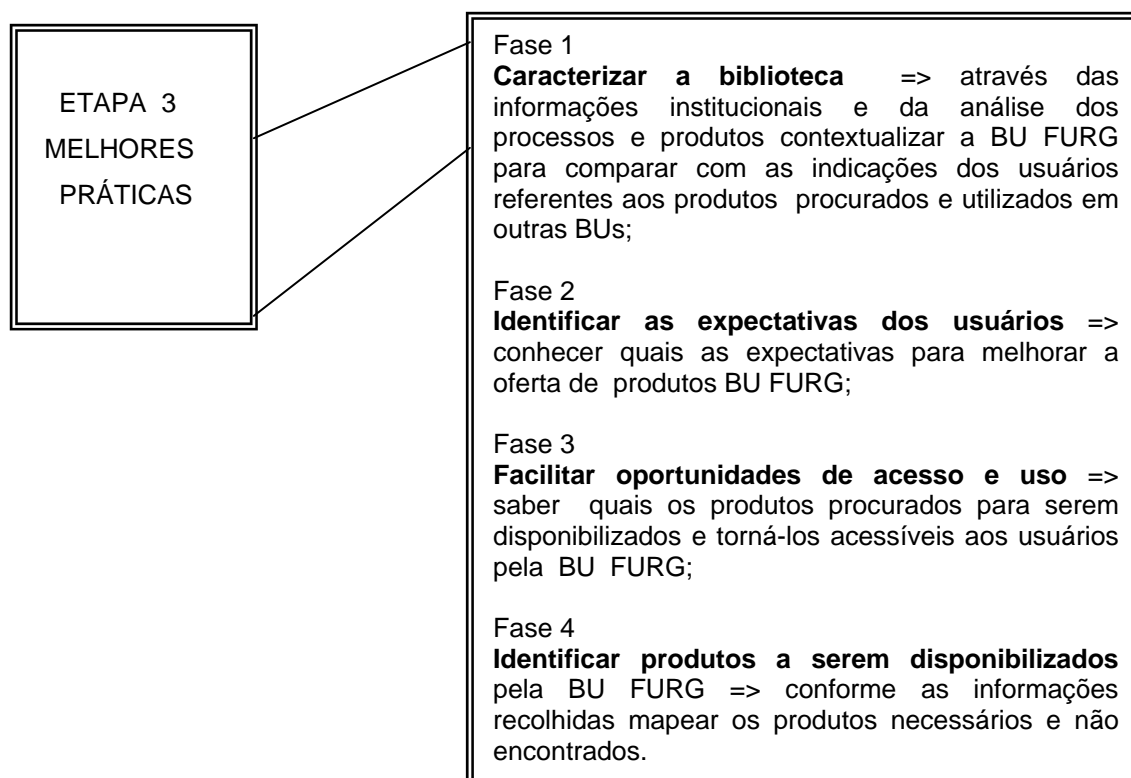 ETAPA 3
MELHORES
PRÁTICAS
Fase 1
Caracterizar a biblioteca => através das
informações institucionais e da análise dos
processos e produtos contextualizar a BU FURG
para comparar com as indicações dos usuários
referentes aos produtos procurados e utilizados em
outras BUs;
Fase 2
Identificar as expectativas dos usuários =>
conhecer quais as expectativas para melhorar a
oferta de produtos BU FURG;
Fase 3
Facilitar oportunidades de acesso e uso =>
saber quais os produtos procurados para serem
disponibilizados e torná-los acessíveis aos usuários
pela BU FURG;
Fase 4
Identificar produtos a serem disponibilizados
pela BU FURG => conforme as informações
recolhidas mapear os produtos necessários e não
encontrados.